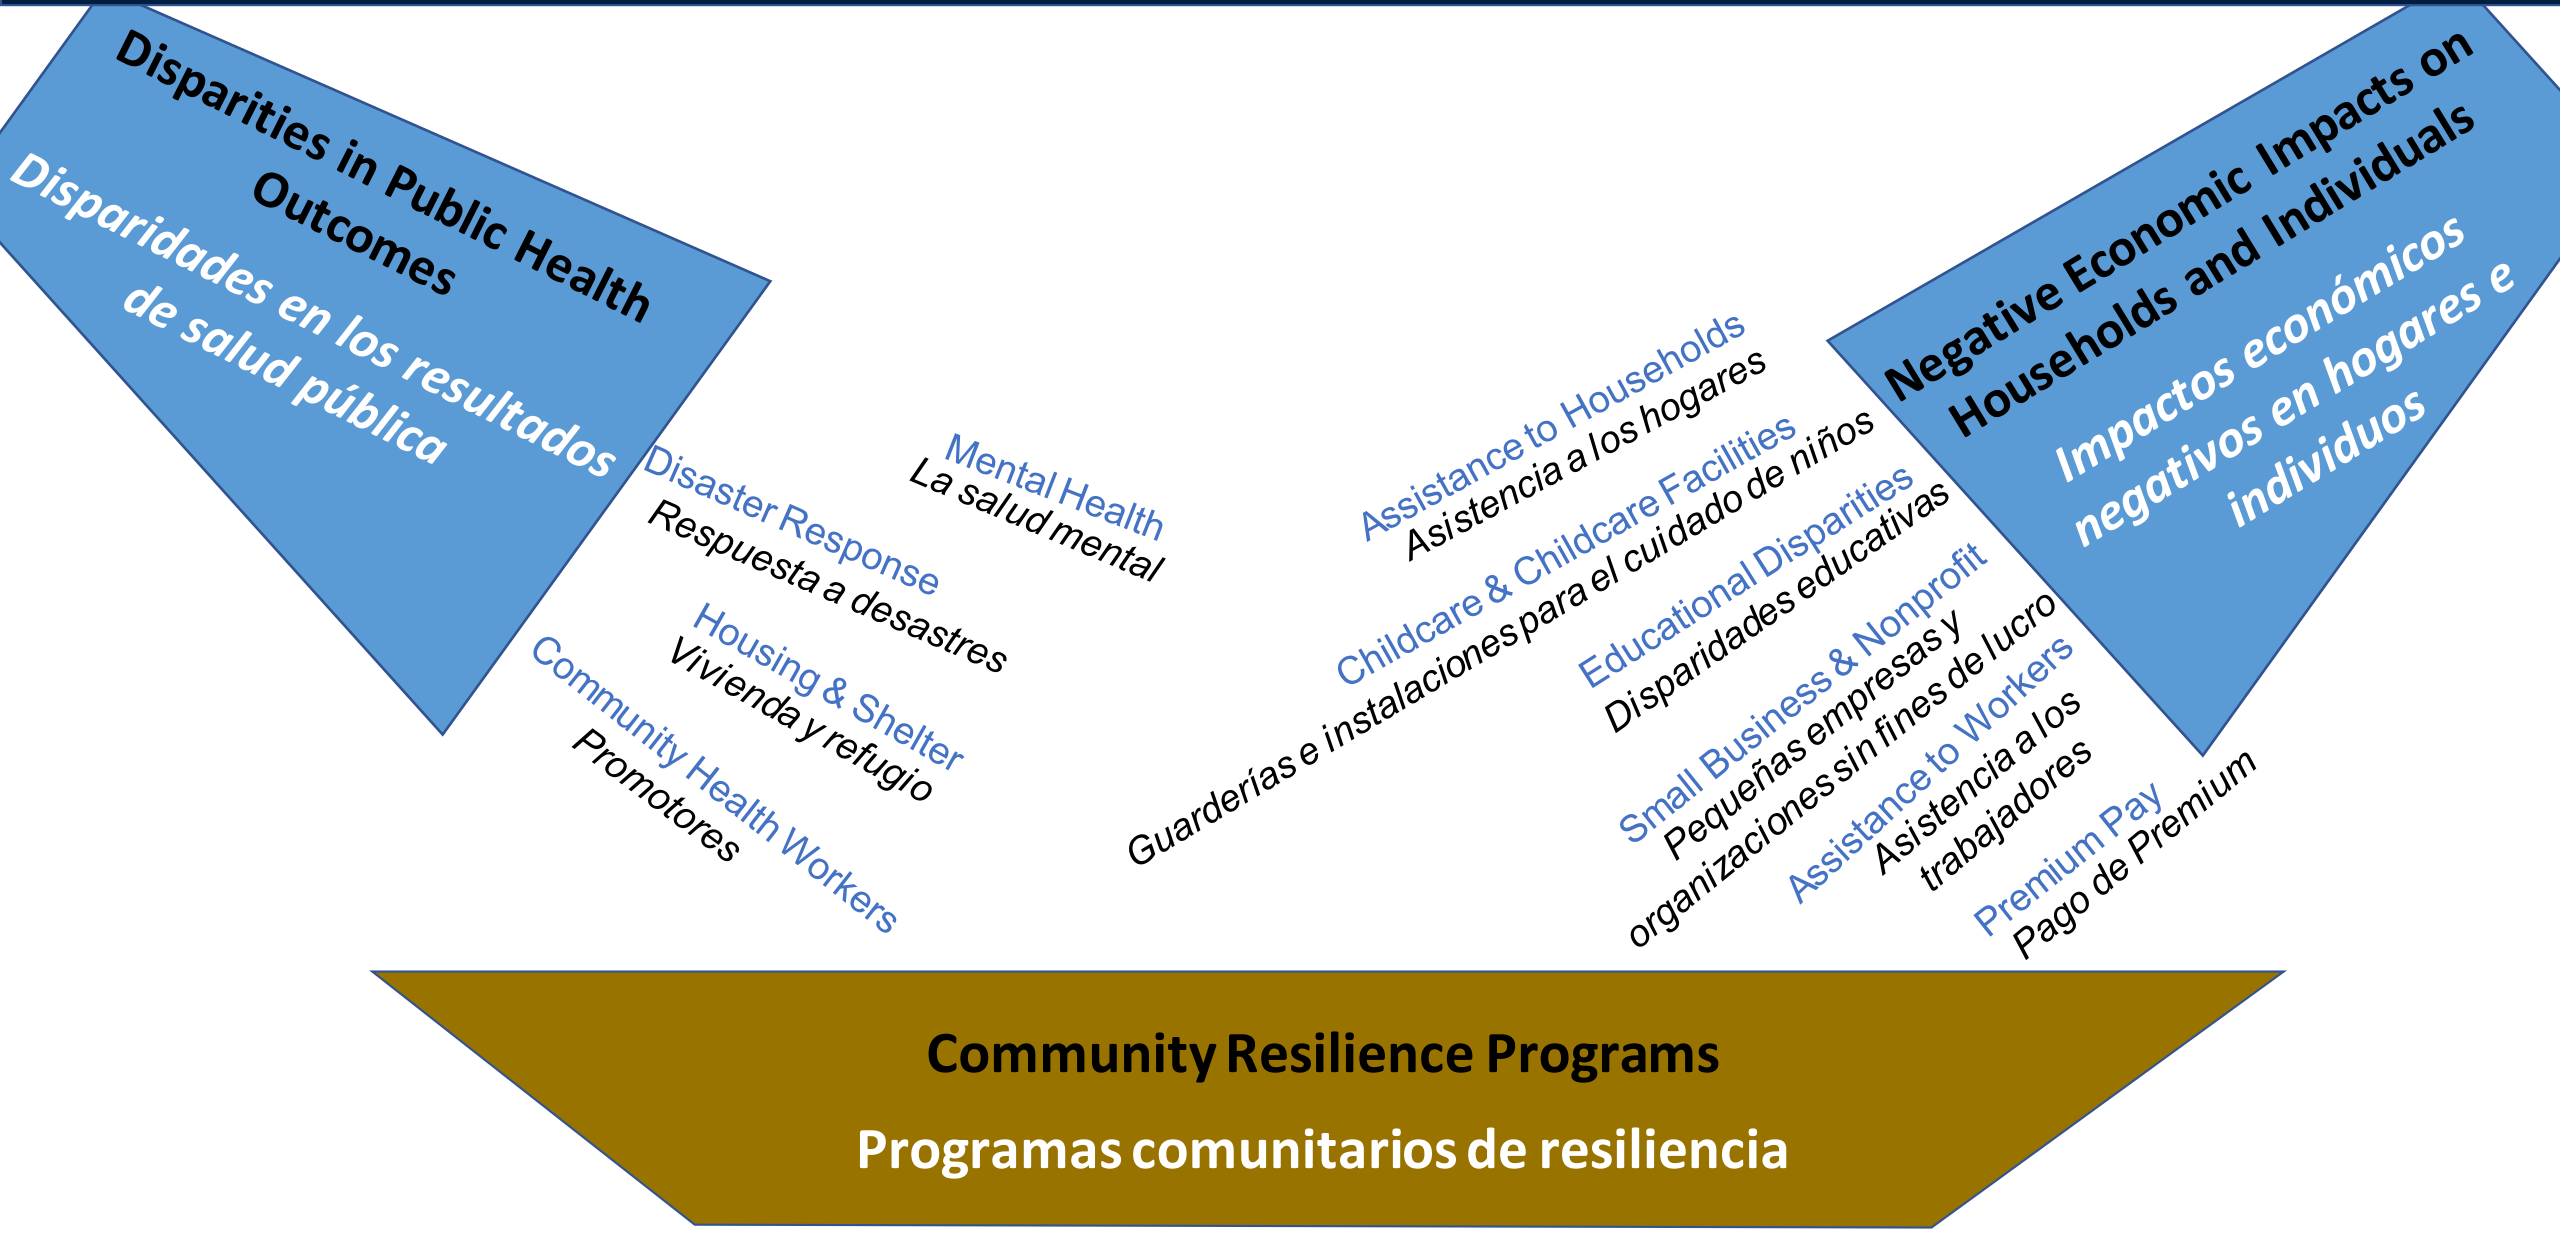 Disparities in Public Health
Outcomes
Disparidades en los resultados
de salud pública
Negative Economic Impacts on
Households and Individuals
Impactos económicos
negativos en hogares e
individuos
Mental Health
La salud mental
Disaster Response
Respuesta a desastres
Housing & Shelter
Vivienda y refugio
Community Health Workers
Promotores
Assistance to Households
Asistencia a los hogares
Childcare & Childcare Facilities
Guarderías e instalaciones para el cuidado de niños
Educational Disparities
Disparidades educativas
Small Business & Nonprofit
Pequeñas empresas y
organizaciones sin fines de lucro
Assistance to Workers
Asistencia a los
trabajadores
Premium Pay
Pago de Premium
Community Resilience Programs
Programas comunitarios de resiliencia